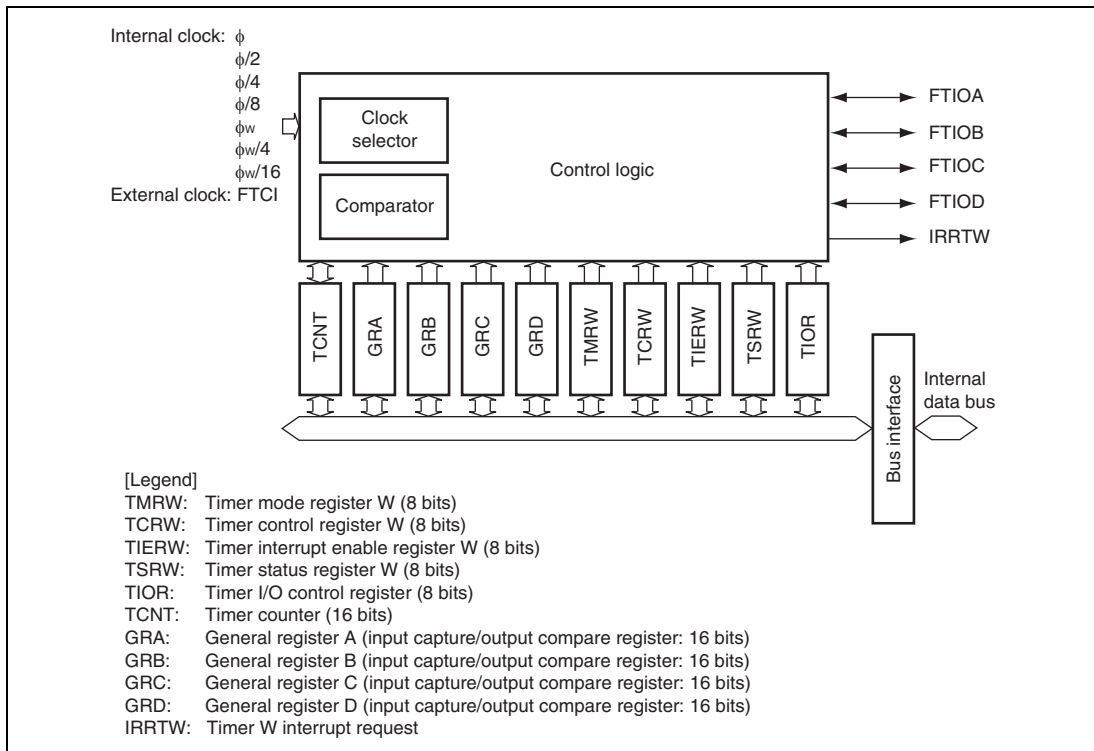 Internal clock: ϕ
ϕ/2
ϕ/4
ϕ/8
ϕw
ϕw/4
ϕw/16
External clock: FTCI
Clock
selector
Comparator
Control logic
FTIOA
FTIOB
FTIOC
FTIOD
IRRTW
TCNT
GRA
GRB
GRC
GRD
TMRW
TCRW
TIERW
TSRW
TIOR
Bus interface
Internal
data bus
[Legend]
TMRW: Timer mode register W (8 bits)
TCRW: Timer control register W (8 bits)
TIERW: Timer interrupt enable register W (8 bits)
TSRW: Timer status register W (8 bits)
TIOR: Timer I/O control register (8 bits)
TCNT: Timer counter (16 bits)
GRA: General register A (input capture/output compare register: 16 bits)
GRB: General register B (input capture/output compare register: 16 bits)
GRC: General register C (input capture/output compare register: 16 bits)
GRD: General register D (input capture/output compare register: 16 bits)
IRRTW: Timer W interrupt request